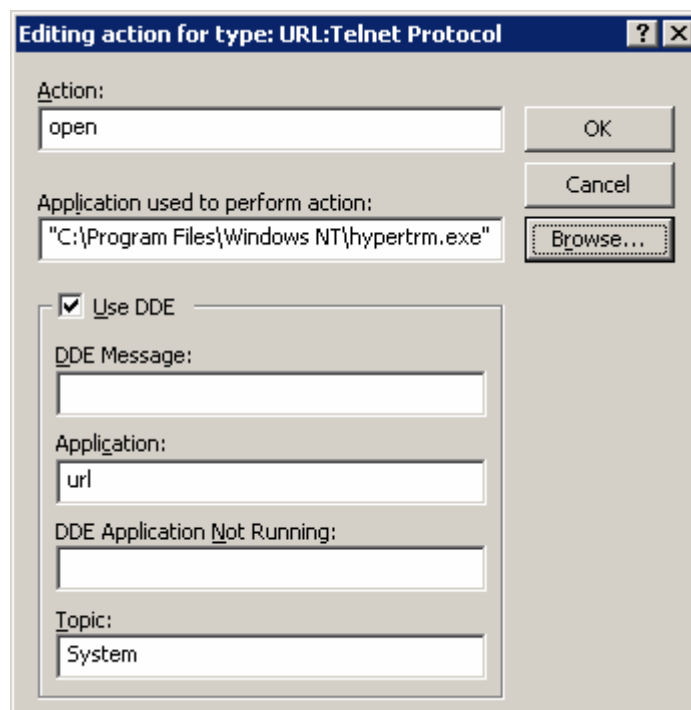 Editing action for type: URL:Telnet Protocol
Action:
open
OK
Cancel
Application used to perform action:
"C:\Program Files\Windows NT\hypertrm.exe"
Browse...
Use DDE
DDE Message:
Application:
url
DDE Application Not Running:
Topic:
System